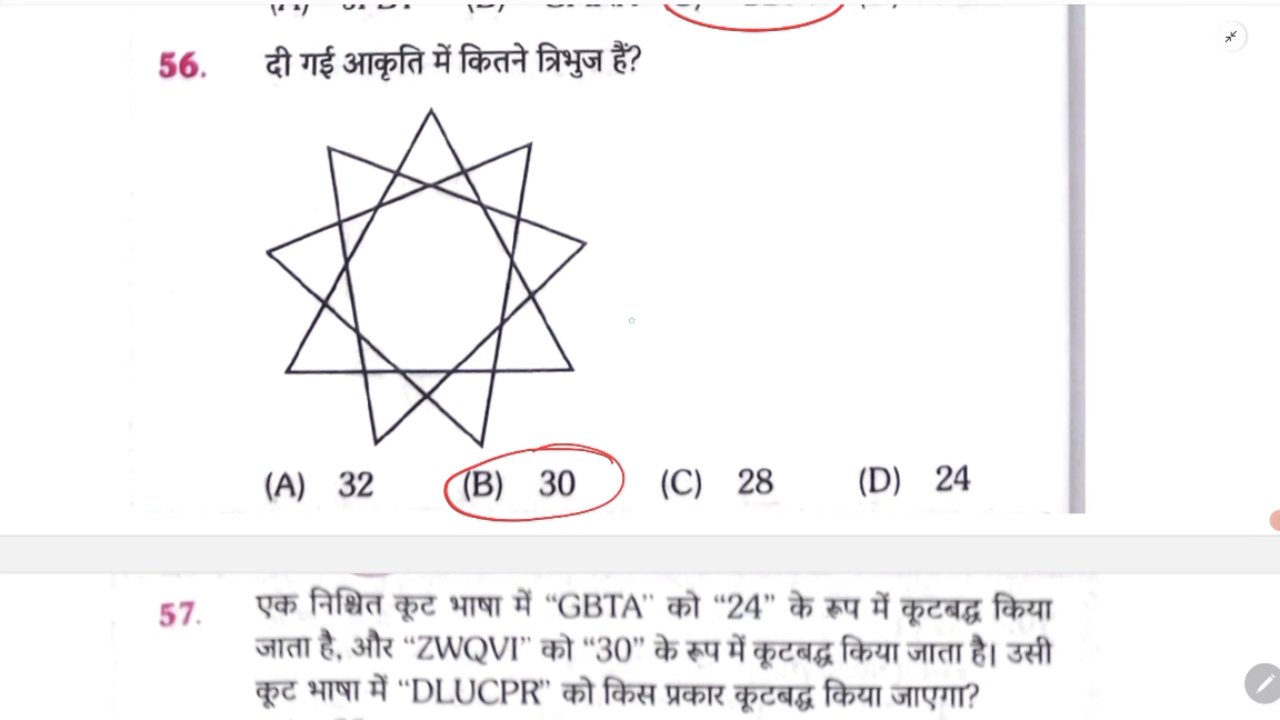 56. दी गई आकृति में कितने त्रिभुज हैं?
(A) 32 (B) 30 (C) 28 (D) 24
57. एक निश्चित कूट भाषा में “GBTA” को “24” के रूप में कूटबद्ध किया
जाता है, और “ZWQVI” को “30” के रूप में कूटबद्ध किया जाता है। उसी
कूट भाषा में “DLUCPR” को किस प्रकार कूटबद्ध किया जाएगा?